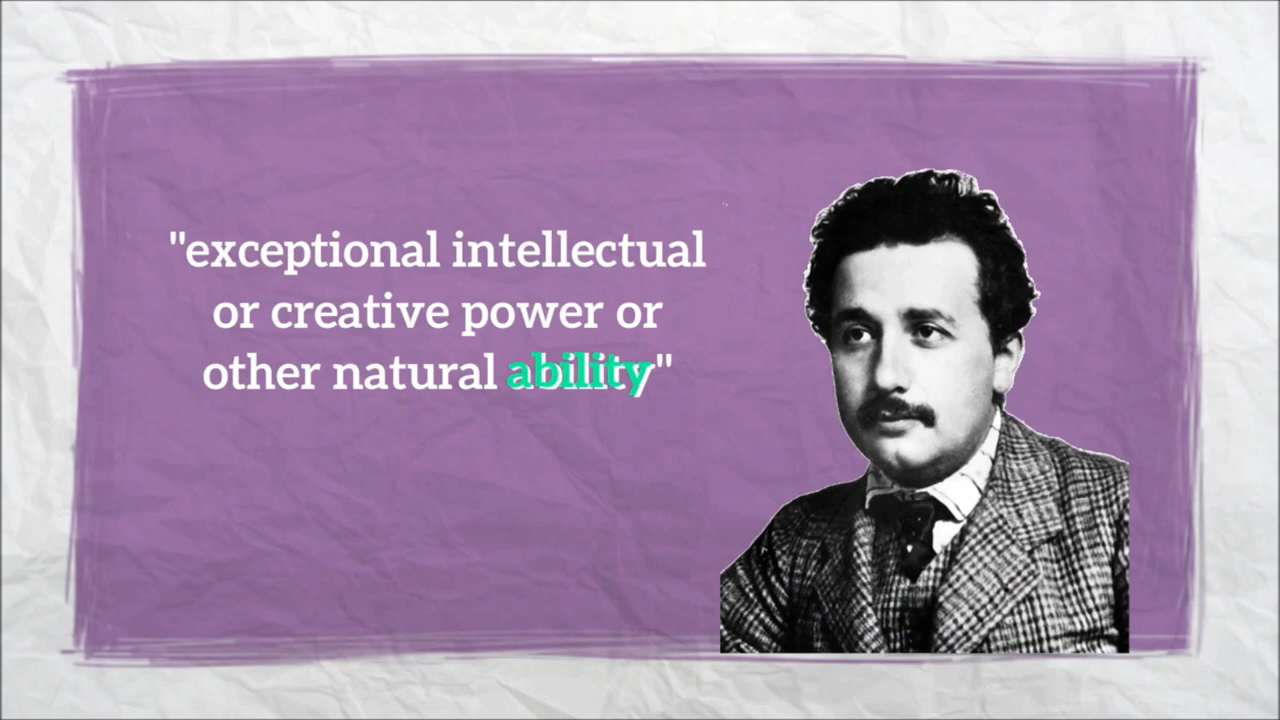 "exceptional intellectual
or creative power or
other natural ability"